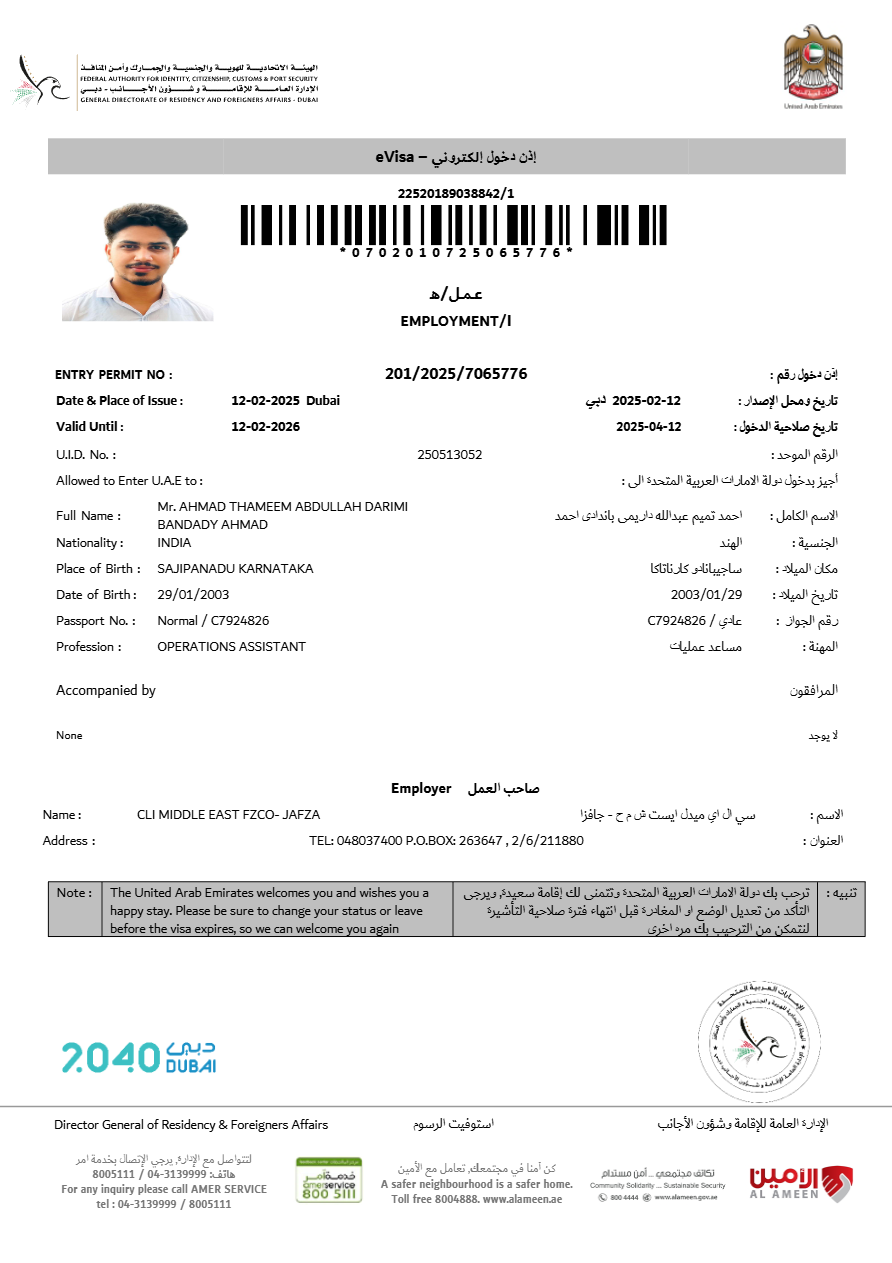 الهيئة الاتحادية للهوية والجنسية والجمارك وأمن المنافذ
FEDERAL AUTHORITY FOR IDENTITY, CITIZENSHIP, CUSTOMS & PORT SECURITY
الإدارة العامة للإقامة و شؤون الأجانب - دبي
GENERAL DIRECTORATE OF RESIDENCY AND FOREIGNERS AFFAIRS - DUBAI
United Arab Emirates
eVisa – إذن دخول إلكتروني
22520189038842/1
*0702010725065776*
عمل/ه
EMPLOYMENT/I
ENTRY PERMIT NO : 201/2025/7065776 إذن دخول رقم :
Date & Place of Issue : 12-02-2025 Dubai 2025-02-12 دبي تاريخ ومحل الإصدار :
Valid Until : 12-02-2026 2025-04-12 تاريخ صلاحية الدخول :
U.I.D. No. : 250513052 الرقم الموحد :
Allowed to Enter U.A.E to : أجيز بدخول دولة الامارات العربية المتحدة الى :
Full Name : Mr. AHMAD THAMEEM ABDULLAH DARIMI BANDADY AHMAD احمد ثميم عبدالله داريمى باندادى احمد الاسم الكامل :
Nationality : INDIA الهند الجنسية :
Place of Birth : SAJIPANADU KARNATAKA ساجيبانادو كارناتاكا مكان الميلاد :
Date of Birth : 29/01/2003 2003/01/29 تاريخ الميلاد :
Passport No. : Normal / C7924826 عادي / C7924826 رقم الجواز :
Profession : OPERATIONS ASSISTANT مساعد عمليات المهنة :
Accompanied by المرافقون
None لا يوجد
Employer صاحب العمل
Name : CLI MIDDLE EAST FZCO- JAFZA سي ال اي ميدل ايست ش م ح - جافزا الاسم :
Address : TEL: 048037400 P.O.BOX: 263647 , 2/6/211880 العنوان :
Note : The United Arab Emirates welcomes you and wishes you a
happy stay. Please be sure to change your status or leave
before the visa expires, so we can welcome you again
تنبيه : ترحب بك دولة الامارات العربية المتحدة وتتمنى لك إقامة سعيدة, ويرجى
التأكد من تعديل الوضع او المغادرة قبل انتهاء فترة صلاحية التأشيرة
لنتمكن من الترحيب بك مره اخرى
2040 دبي DUBAI
الإمارات العربية المتحدة
Director General of Residency & Foreigners Affairs استوفيت الرسوم الإدارة العامة للإقامة وشؤون الأجانب
لتتواصل مع الإدارة, يرجي الإتصال بخدمة امر
هاتف: 04-3139999 / 8005111
For any inquiry please call AMER SERVICE
tel : 04-3139999 / 8005111
خدمة آمر
amerservice
800 5111
كن أمنا في مجتمعك, تعامل مع الأمين
A safer neighbourhood is a safer home.
Toll free 8004888. www.alameen.ae
تكاتف مجتمعي ... أمن مستدام
Community Solidarity ... Sustainable Security
800 4444 www.alameen.gov.ae
الأمين
AL AMEEN